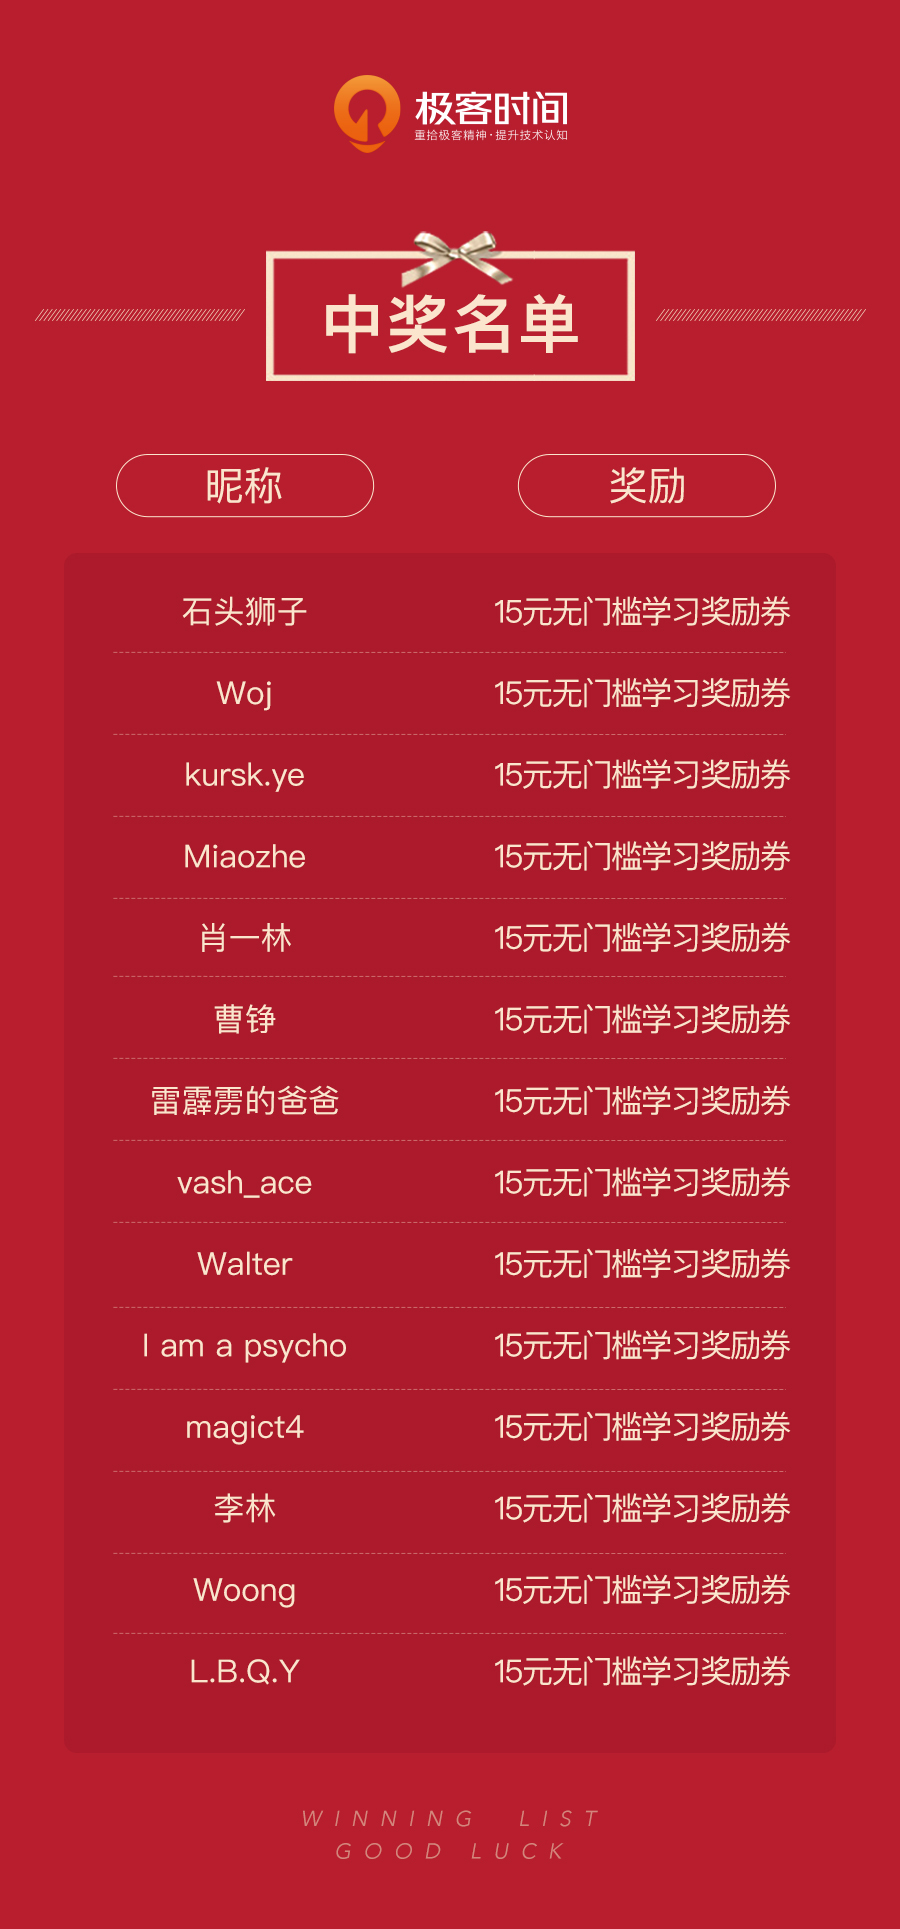 极客时间
重拾极客精神·提升技术认知
中奖名单
昵称 奖励
石头狮子 15元无门槛学习奖励券
Woj 15元无门槛学习奖励券
kursk.ye 15元无门槛学习奖励券
Miaozhe 15元无门槛学习奖励券
肖一林 15元无门槛学习奖励券
曹铮 15元无门槛学习奖励券
雷霹雳的爸爸 15元无门槛学习奖励券
vash_ace 15元无门槛学习奖励券
Walter 15元无门槛学习奖励券
I am a psycho 15元无门槛学习奖励券
magict4 15元无门槛学习奖励券
李林 15元无门槛学习奖励券
Woong 15元无门槛学习奖励券
L.B.Q.Y 15元无门槛学习奖励券
WINNING LIST
GOOD LUCK